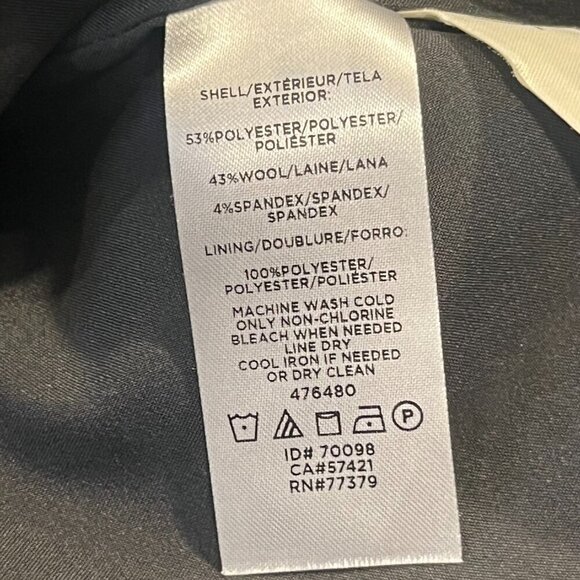 SHELL/EXTÉRIEUR/TELA
EXTERIOR:
53%POLYESTER/POLYESTER/
POLIÉSTER
43%WOOL/LAINE/LANA
4%SPANDEX/SPANDEX/
SPANDEX
LINING/DOUBLURE/FORRO:
100%POLYESTER/
POLYESTER/POLIÉSTER
MACHINE WASH COLD
ONLY NON-CHLORINE
BLEACH WHEN NEEDED
LINE DRY
COOL IRON IF NEEDED
OR DRY CLEAN
476480
P
ID# 70098
CA#57421
RN#77379